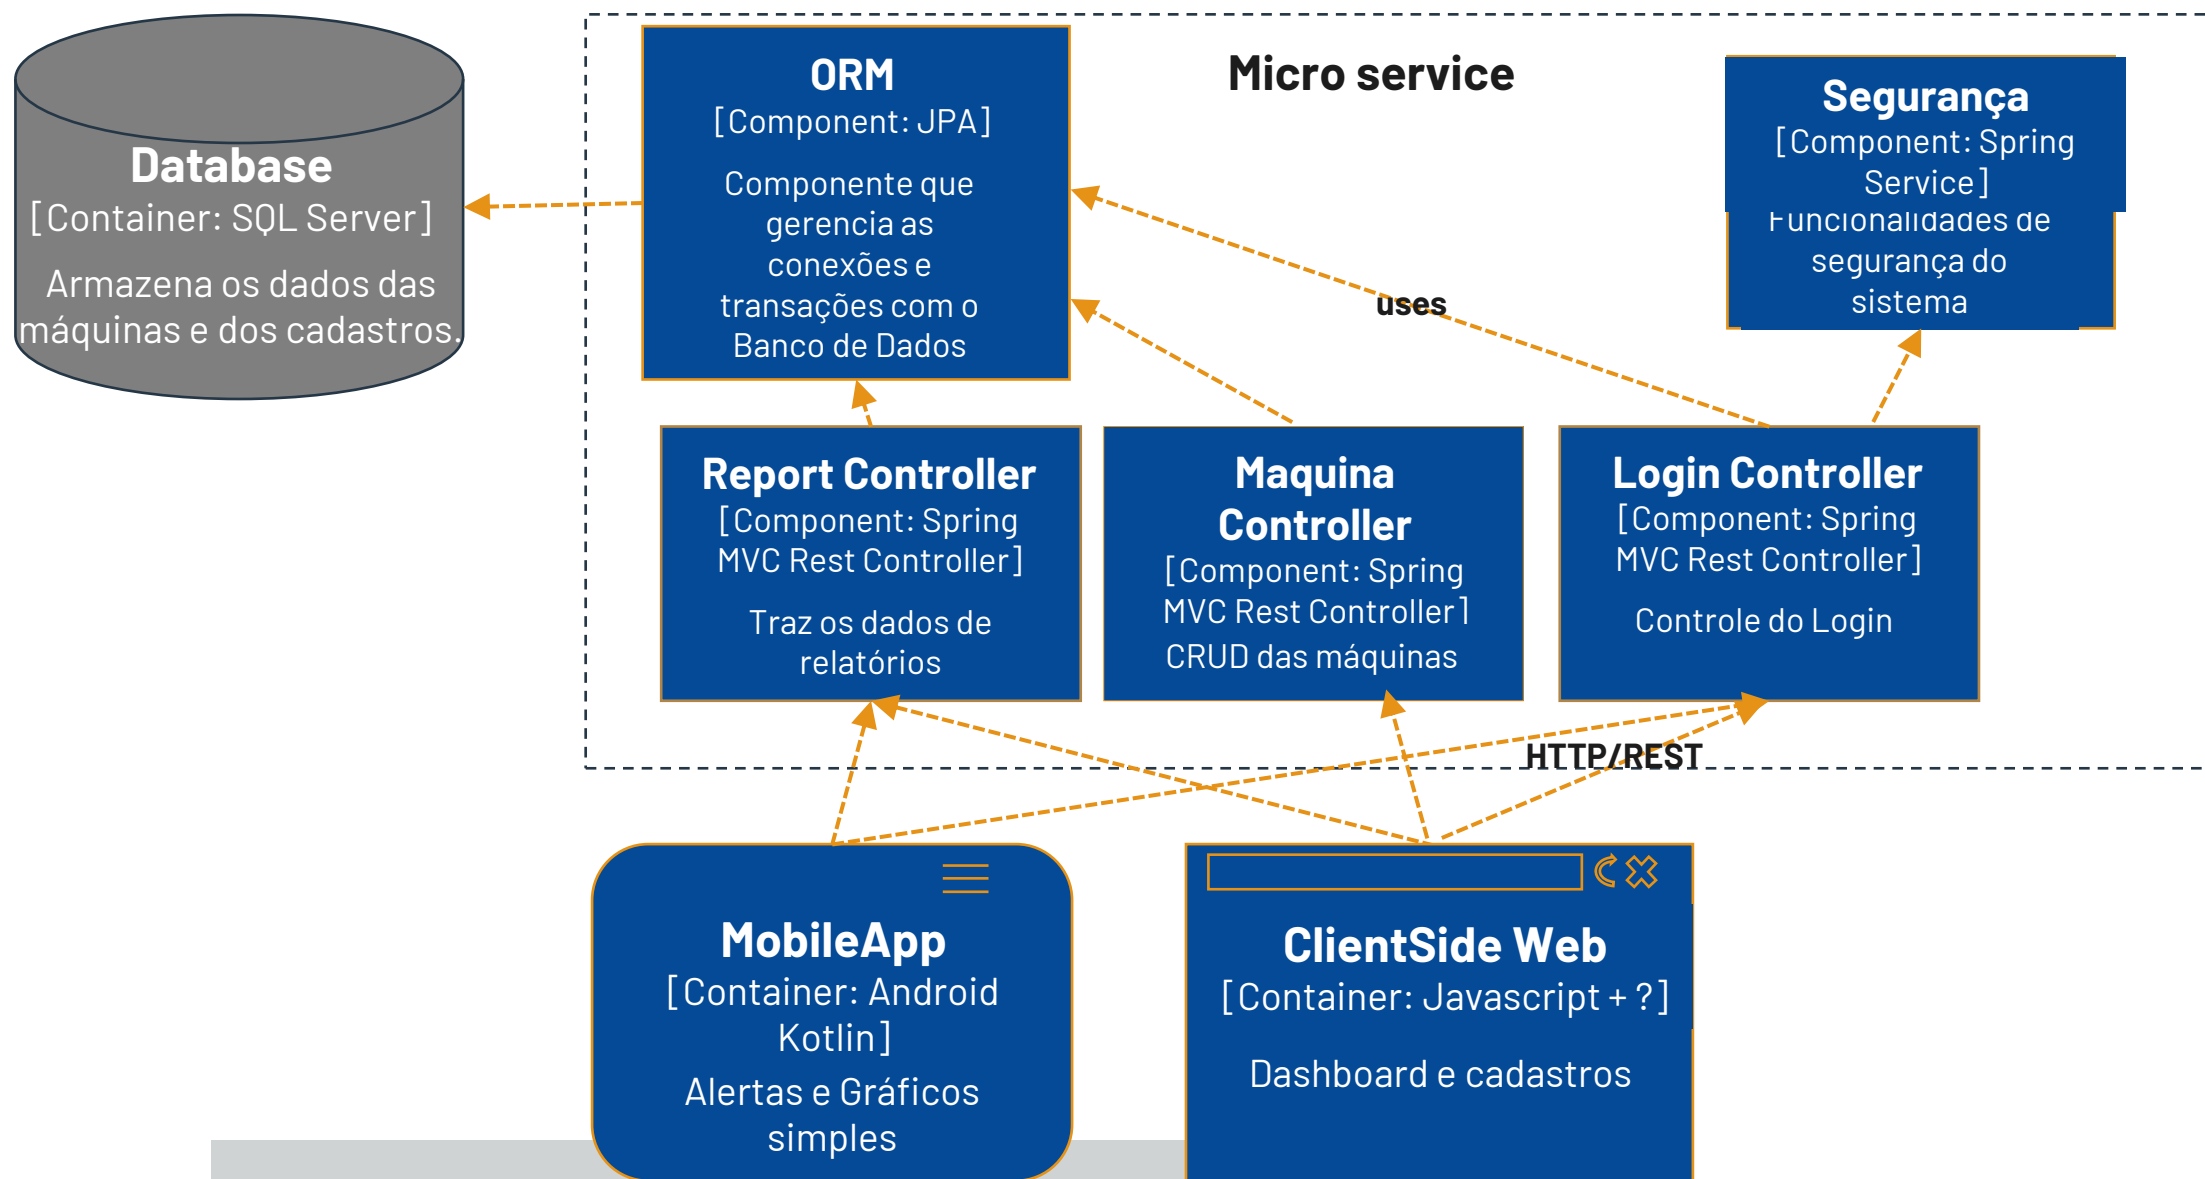 Database
[Container: SQL Server]
Armazena os dados das
máquinas e dos cadastros.
Micro service
ORM
[Component: JPA]
Componente que
gerencia as
conexões e
transações com o
Banco de Dados
Segurança
[Component: Spring
Service]
Funcionalidades de
segurança do
sistema
uses
Report Controller
[Component: Spring
MVC Rest Controller]
Traz os dados de
relatórios
Maquina
Controller
[Component: Spring
MVC Rest Controller]
CRUD das máquinas
Login Controller
[Component: Spring
MVC Rest Controller]
Controle do Login
HTTP/REST
MobileApp
[Container: Android
Kotlin]
Alertas e Gráficos
simples
ClientSide Web
[Container: Javascript + ?]
Dashboard e cadastros